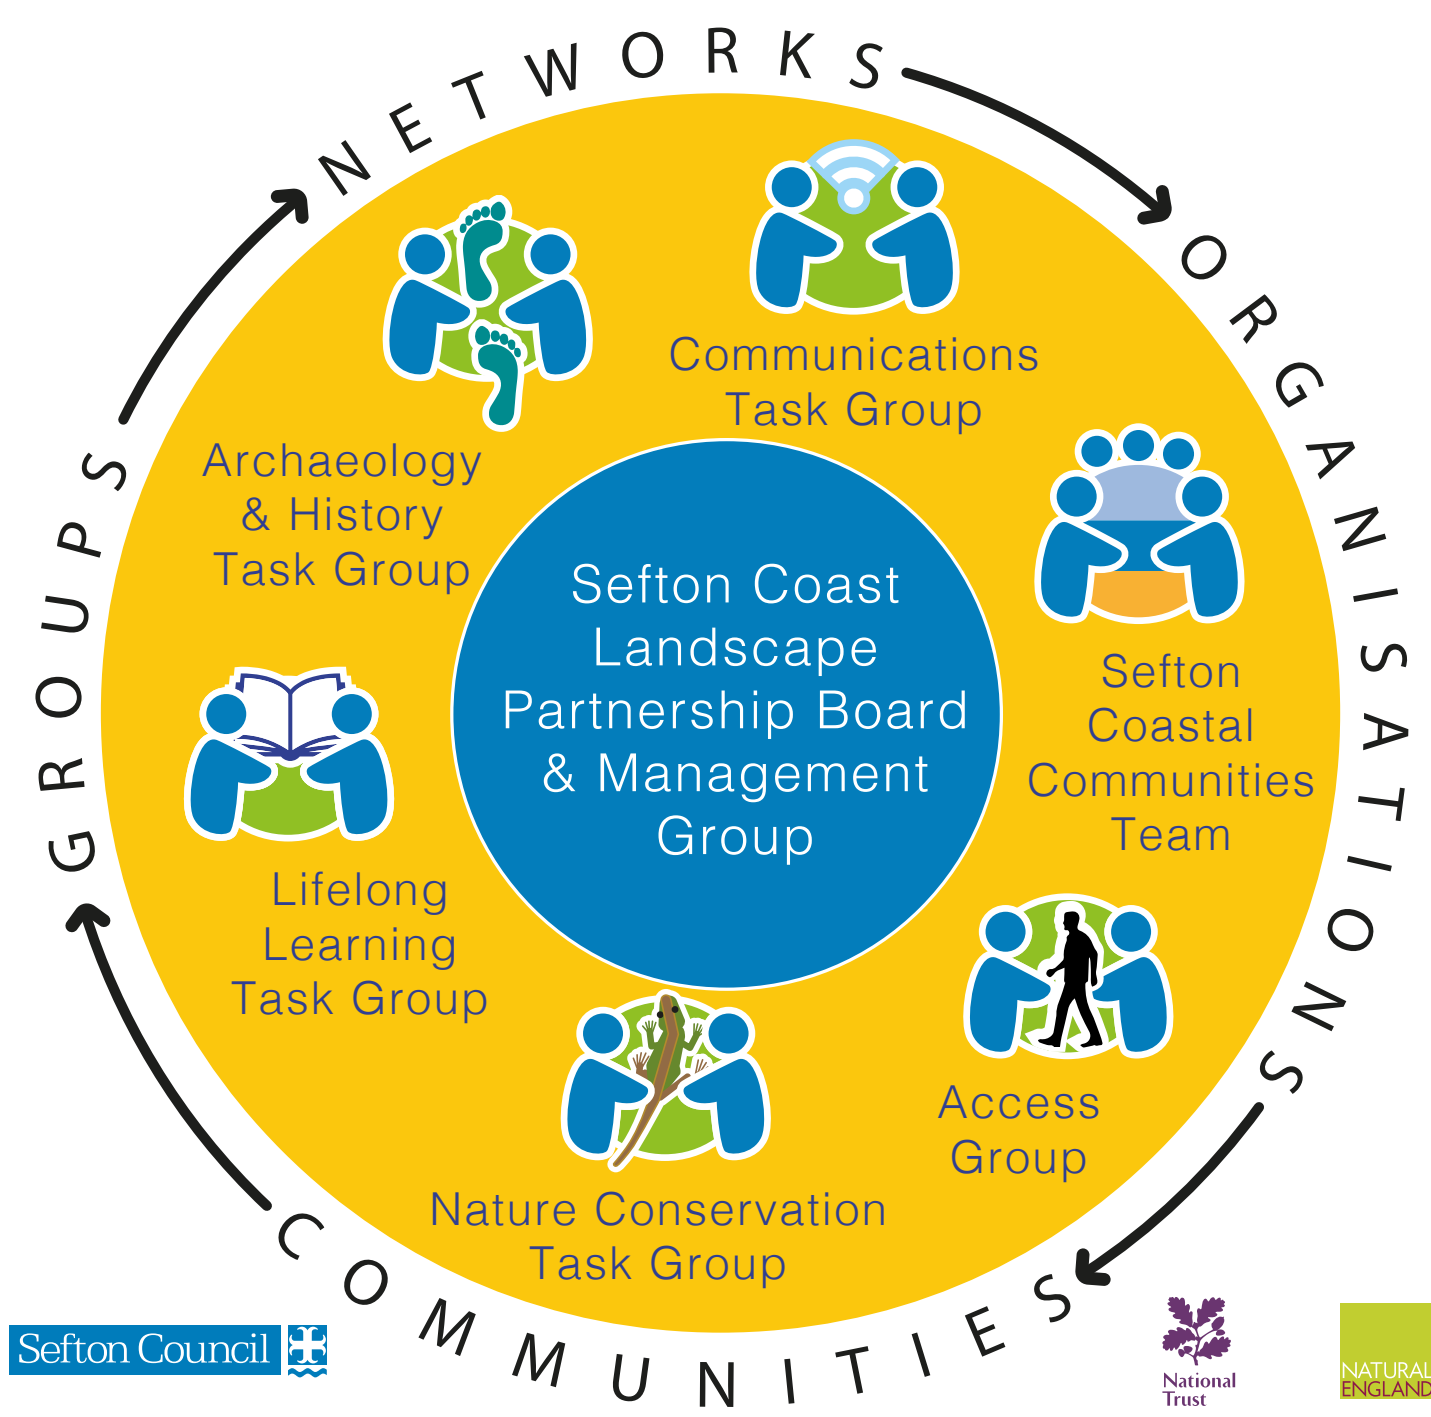 NETWORKS
ORGANISATIONS
COMMUNITIES
GROUPS
Communications
Task Group
Archaeology
& History
Task Group
Sefton Coast
Landscape
Partnership Board
& Management
Group
Sefton
Coastal
Communities
Team
Lifelong
Learning
Task Group
Access
Group
Nature Conservation
Task Group
Sefton Council
National
Trust
NATURAL
ENGLAND